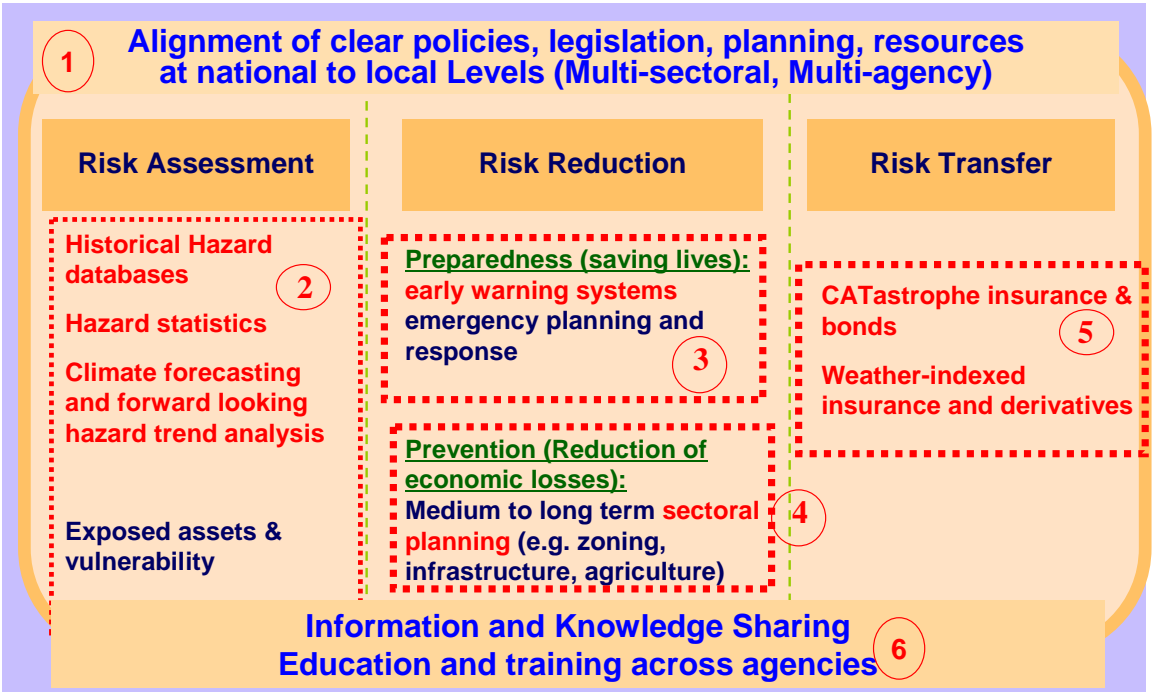 1
Alignment of clear policies, legislation, planning, resources
at national to local Levels (Multi-sectoral, Multi-agency)
Risk Assessment
Historical Hazard
databases
2
Hazard statistics
Climate forecasting
and forward looking
hazard trend analysis
Exposed assets &
vulnerability
Risk Reduction
Preparedness (saving lives):
early warning systems
emergency planning and
response
3
Prevention (Reduction of
economic losses):
Medium to long term sectoral
planning (e.g. zoning,
infrastructure, agriculture)
4
Risk Transfer
CATastrophe insurance &
bonds
5
Weather-indexed
insurance and derivatives
Information and Knowledge Sharing
Education and training across agencies
6